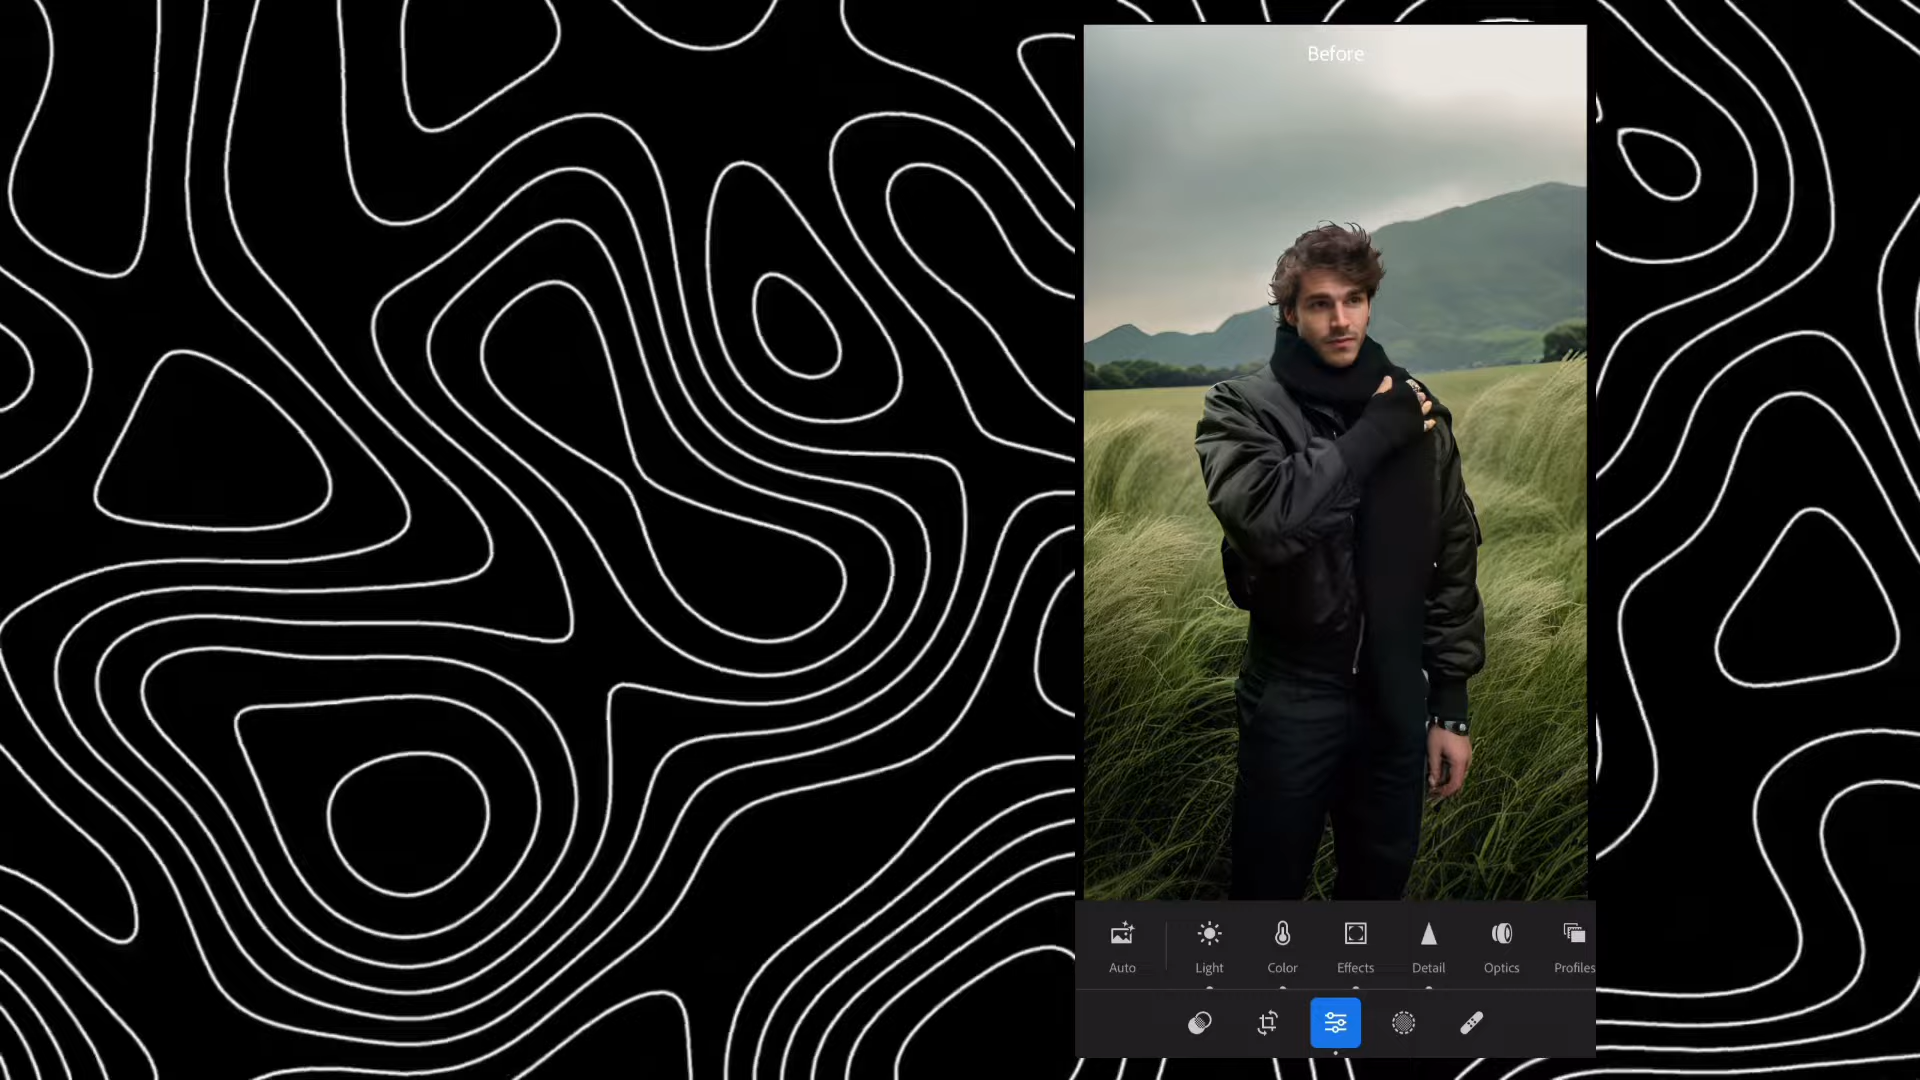 Before
Auto
Light
Color
Effects
Detail
Optics
Profiles